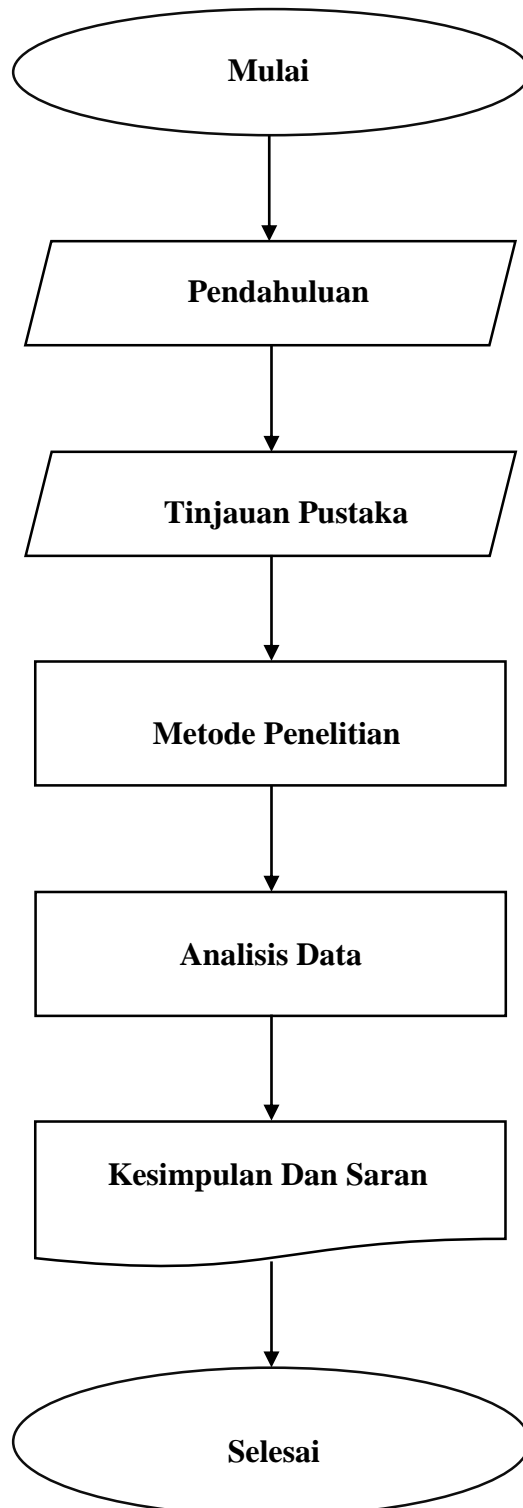 Mulai
Pendahuluan
Tinjauan Pustaka
Metode Penelitian
Analisis Data
Kesimpulan Dan Saran
Selesai